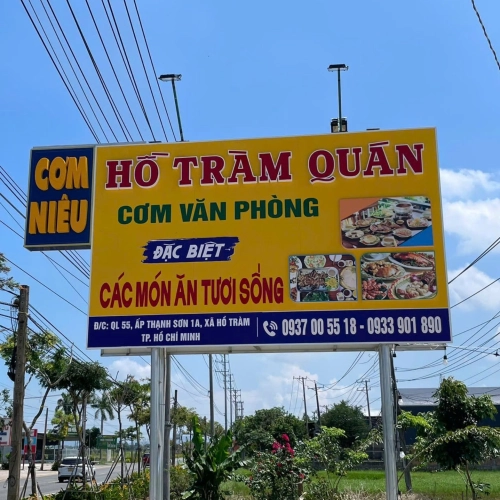 CƠM
NIÊU
HỒ TRÀM QUÁN
CƠM VĂN PHÒNG
ĐẶC BIỆT
CÁC MÓN ĂN TƯƠI SỐNG
Đ/C: QL 55, ẤP THẠNH SƠN 1A, XÃ HỒ TRÀM
TP. HỒ CHÍ MINH
0937 00 55 18 - 0933 901 890